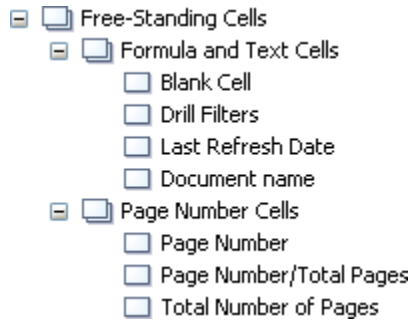 Free-Standing Cells
Formula and Text Cells
Blank Cell
Drill Filters
Last Refresh Date
Document name
Page Number Cells
Page Number
Page Number/Total Pages
Total Number of Pages